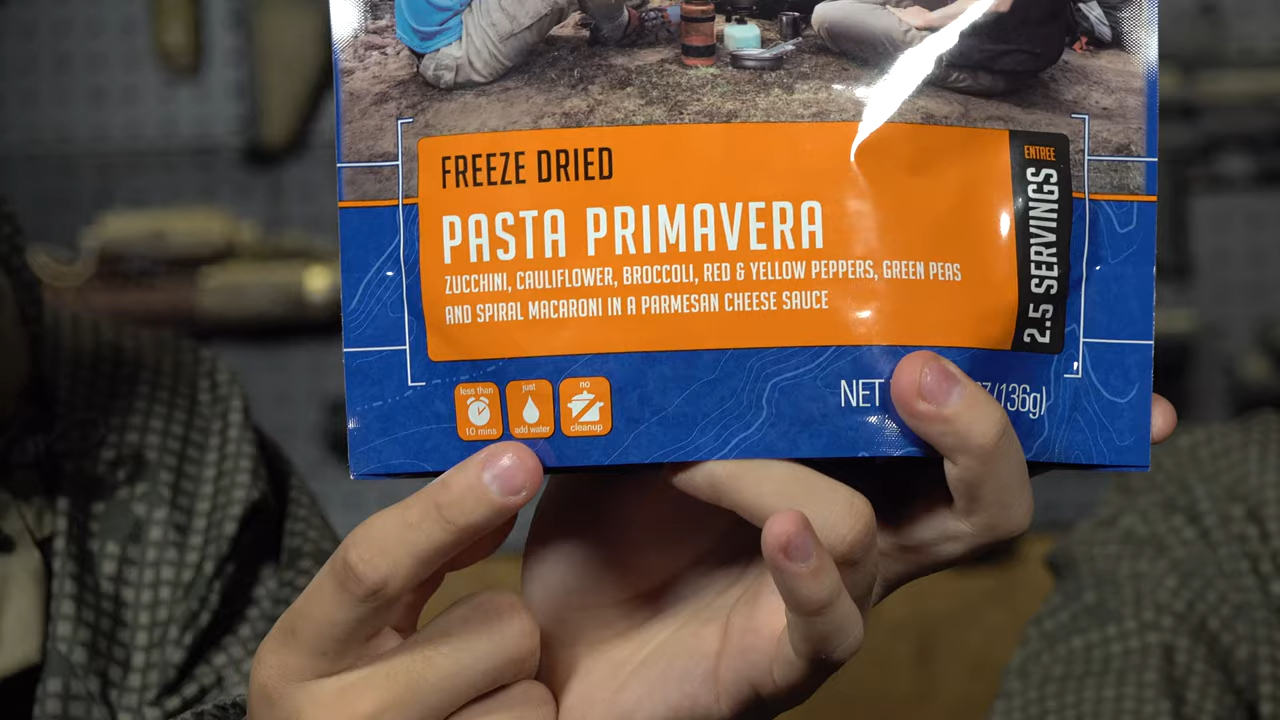 FREEZE DRIED
PASTA PRIMAVERA
ZUCCHINI, CAULIFLOWER, BROCCOLI, RED & YELLOW PEPPERS, GREEN PEAS
AND SPIRAL MACARONI IN A PARMESAN CHEESE SAUCE
ENTREE
2.5 SERVINGS
less than
10 mins
just
add water
no
cleanup
NET (136g)